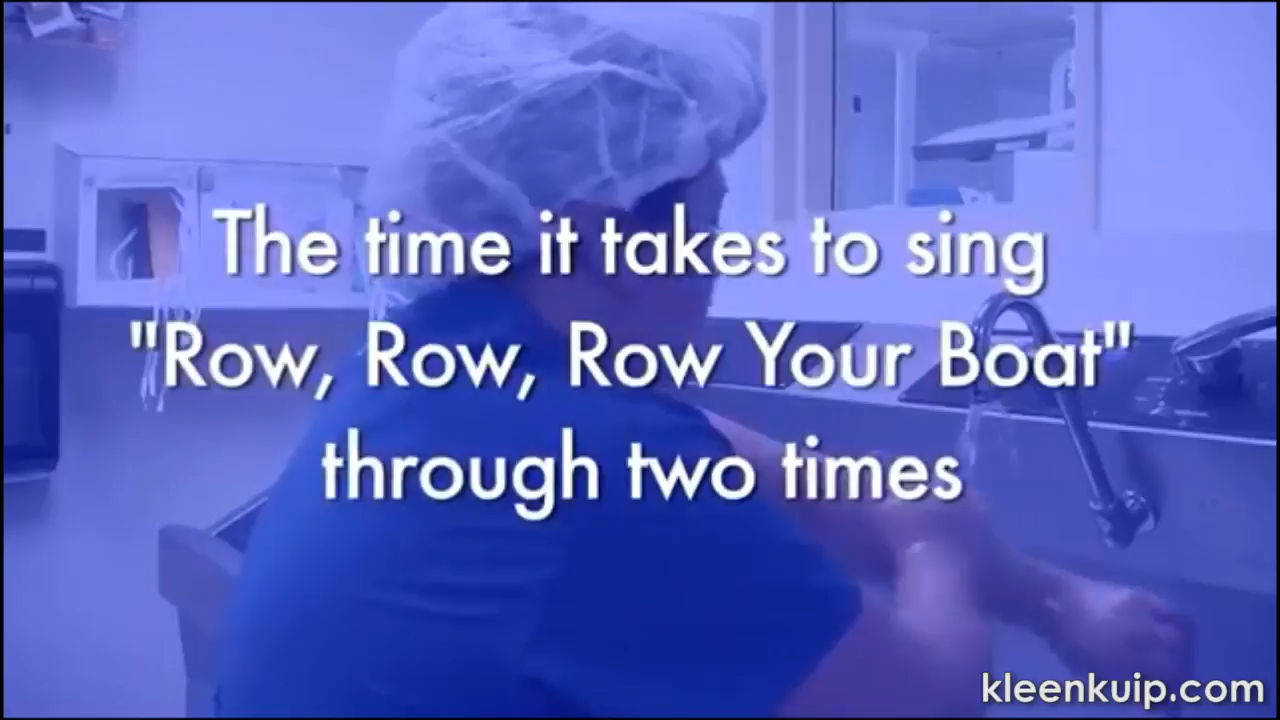 The time it takes to sing
"Row, Row, Row Your Boat"
through two times
kleenkuip.com